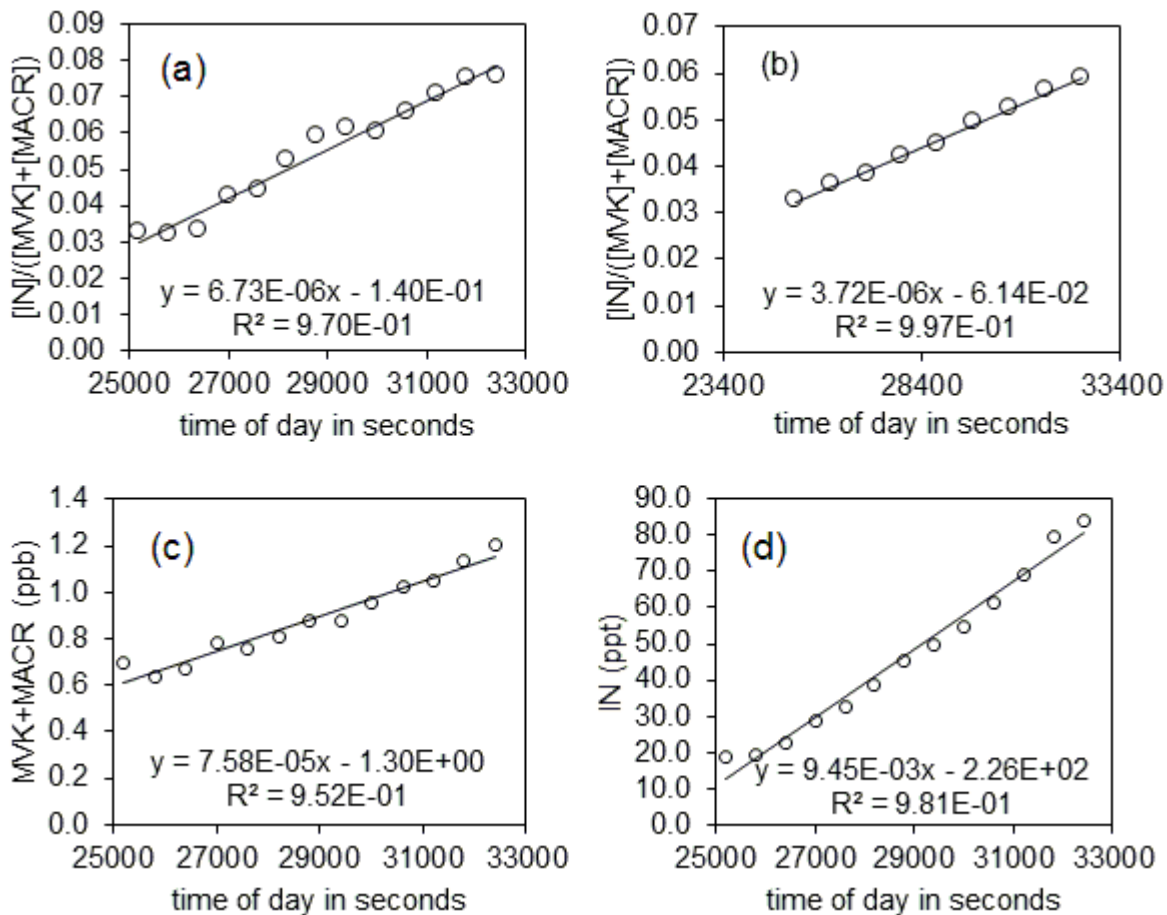 [IN]/([MVK]+[MACR])
0.09
0.08
0.07
0.06
0.05
0.04
0.03
0.02
0.01
0.00
(a)
y = 6.73E-06x - 1.40E-01
R² = 9.70E-01
25000 27000 29000 31000 33000
time of day in seconds
[IN]/([MVK]+[MACR])
0.07
0.06
0.05
0.04
0.03
0.02
0.01
0.00
(b)
y = 3.72E-06x - 6.14E-02
R² = 9.97E-01
23400 28400 33400
time of day in seconds
MVK+MACR (ppb)
1.4
1.2
1.0
0.8
0.6
0.4
0.2
0.0
(c)
y = 7.58E-05x - 1.30E+00
R² = 9.52E-01
25000 27000 29000 31000 33000
time of day in seconds
IN (ppt)
90.0
80.0
70.0
60.0
50.0
40.0
30.0
20.0
10.0
0.0
(d)
y = 9.45E-03x - 2.26E+02
R² = 9.81E-01
25000 27000 29000 31000 33000
time of day in seconds